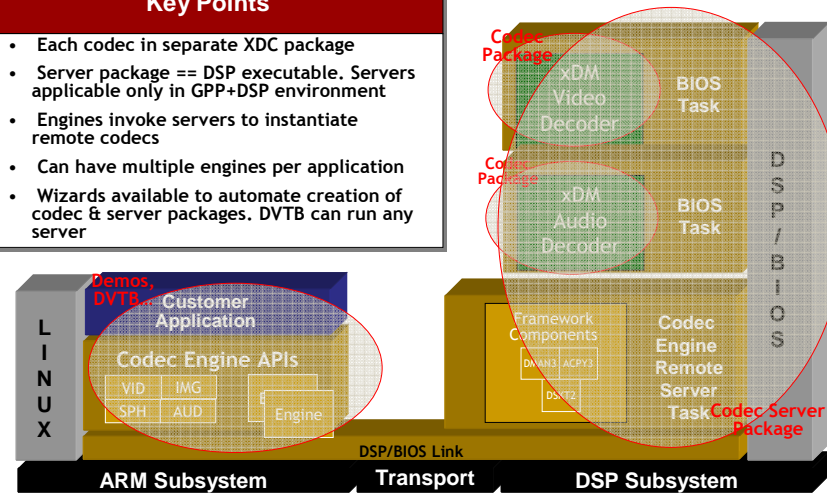 Key Points
• Each codec in separate XDC package
• Server package == DSP executable. Servers
applicable only in GPP+DSP environment
• Engines invoke servers to instantiate
remote codecs
• Can have multiple engines per application
• Wizards available to automate creation of
codec & server packages. DVTB can run any
server
Codec
Package
xDM
Video
Decoder
BIOS
Task
Codec
Package
xDM
Audio
Decoder
BIOS
Task
DSP/BIOS
LINUX
Demos,
DVTB...
Customer
Application
Codec Engine APIs
VID IMG
SPH AUD
Engine
Framework
Components
DMAN3 ACPY3
DSKT2
Codec
Engine
Remote
Server
Task
Codec Server
Package
DSP/BIOS Link
ARM Subsystem Transport DSP Subsystem